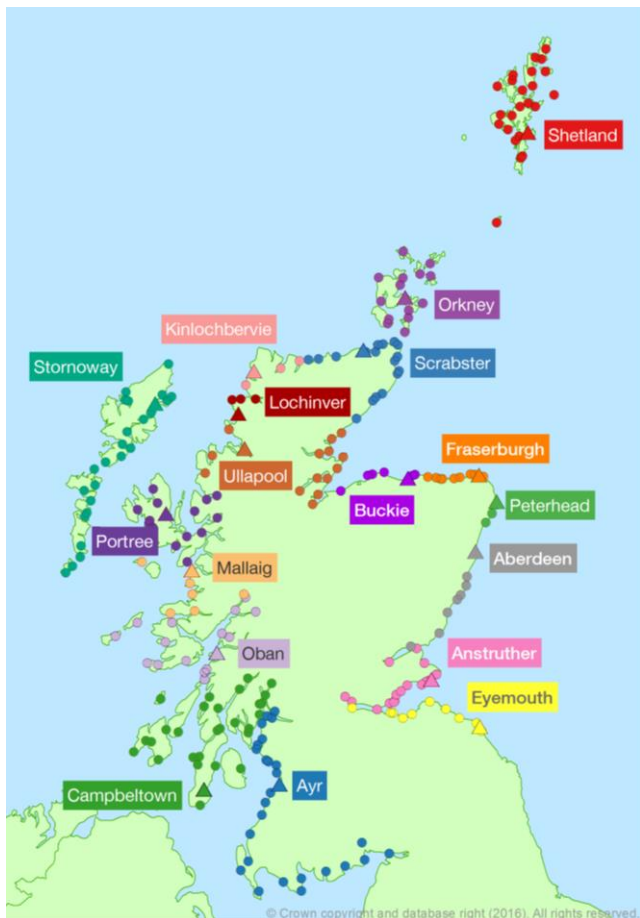 Shetland
Orkney
Kinlochbervie
Scrabster
Stornoway
Lochinver
Fraserburgh
Ullapool
Buckie
Peterhead
Portree
Aberdeen
Mallaig
Anstruther
Oban
Eyemouth
Ayr
Campbeltown
© Crown copyright and database right (2016). All rights reserved